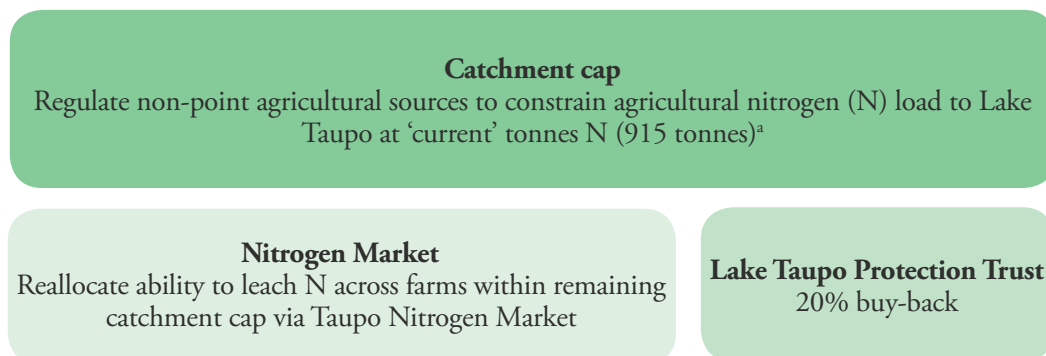 Catchment cap
Regulate non-point agricultural sources to constrain agricultural nitrogen (N) load to Lake
Taupo at ‘current’ tonnes N (915 tonnes)ᵃ
Nitrogen Market
Reallocate ability to leach N across farms within remaining
catchment cap via Taupo Nitrogen Market
Lake Taupo Protection Trust
20% buy-back